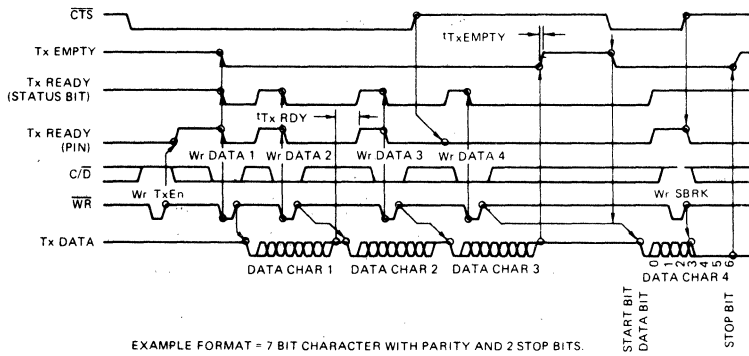 CTS
tTxEMPTY
Tx EMPTY
Tx READY
(STATUS BIT)
tTx RDY
Tx READY
(PIN)
Wr DATA 1 Wr DATA 2 Wr DATA 3 Wr DATA 4
C/D
Wr TxEn
Wr SBRK
WR
Tx DATA
0 1 2 3 4 5 6
DATA CHAR 1 DATA CHAR 2 DATA CHAR 3 DATA CHAR 4
START BIT
DATA BIT
STOP BIT
EXAMPLE FORMAT = 7 BIT CHARACTER WITH PARITY AND 2 STOP BITS.